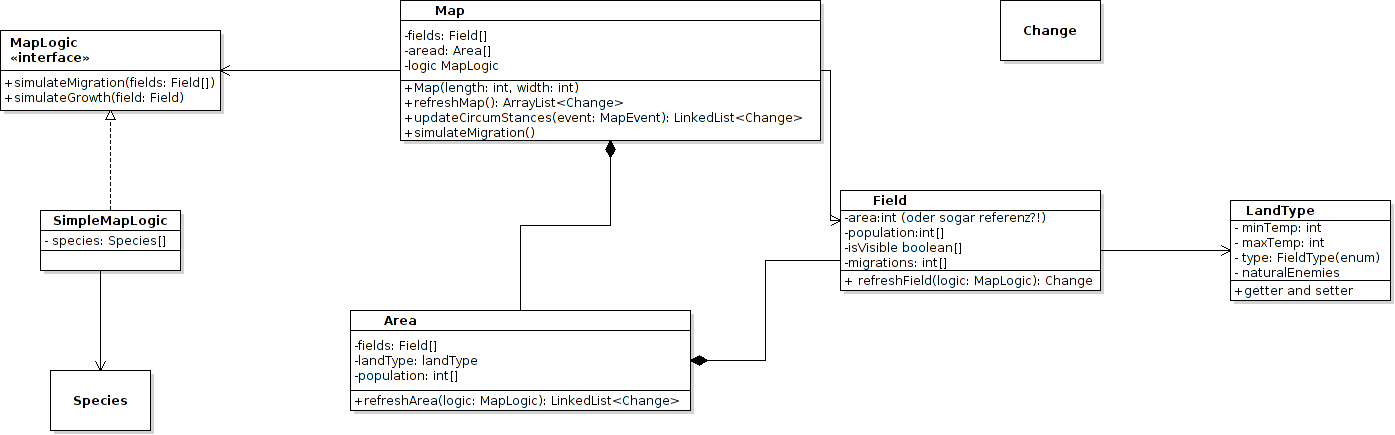 Map
-fields: Field[]
-aread: Area[]
-logic MapLogic
+Map(length: int, width: int)
+refreshMap(): ArrayList<Change>
+updateCircumStances(event: MapEvent): LinkedList<Change>
+simulateMigration()
Change
MapLogic
«interface»
+simulateMigration(fields: Field[])
+simulateGrowth(field: Field)
SimpleMapLogic
- species: Species[]
Field
-area:int (oder sogar referenz?!)
-population:int[]
-isVisible boolean[]
-migrations: int[]
+ refreshField(logic: MapLogic): Change
LandType
- minTemp: int
- maxTemp: int
- type: FieldType(enum)
- naturalEnemies
+getter and setter
Area
-fields: Field[]
-landType: landType
-population: int[]
+refreshArea(logic: MapLogic): LinkedList<Change>
Species